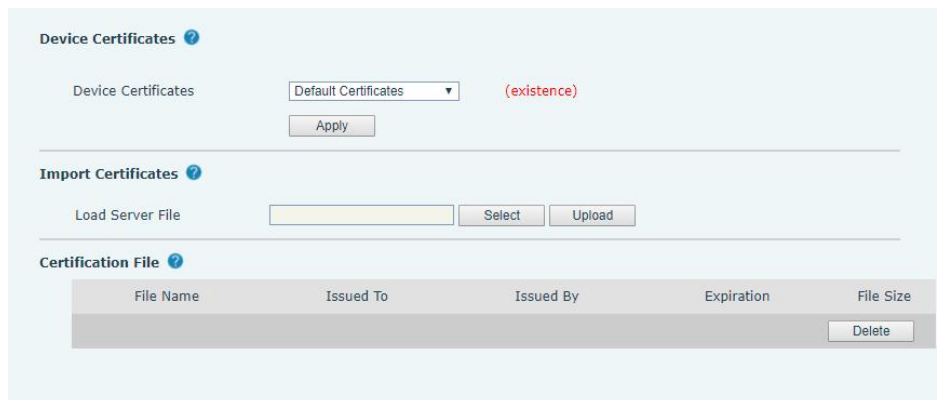 Device Certificates ?
Device Certificates Default Certificates (existence)
Apply
Import Certificates ?
Load Server File Select Upload
Certification File ?
File Name Issued To Issued By Expiration File Size
Delete